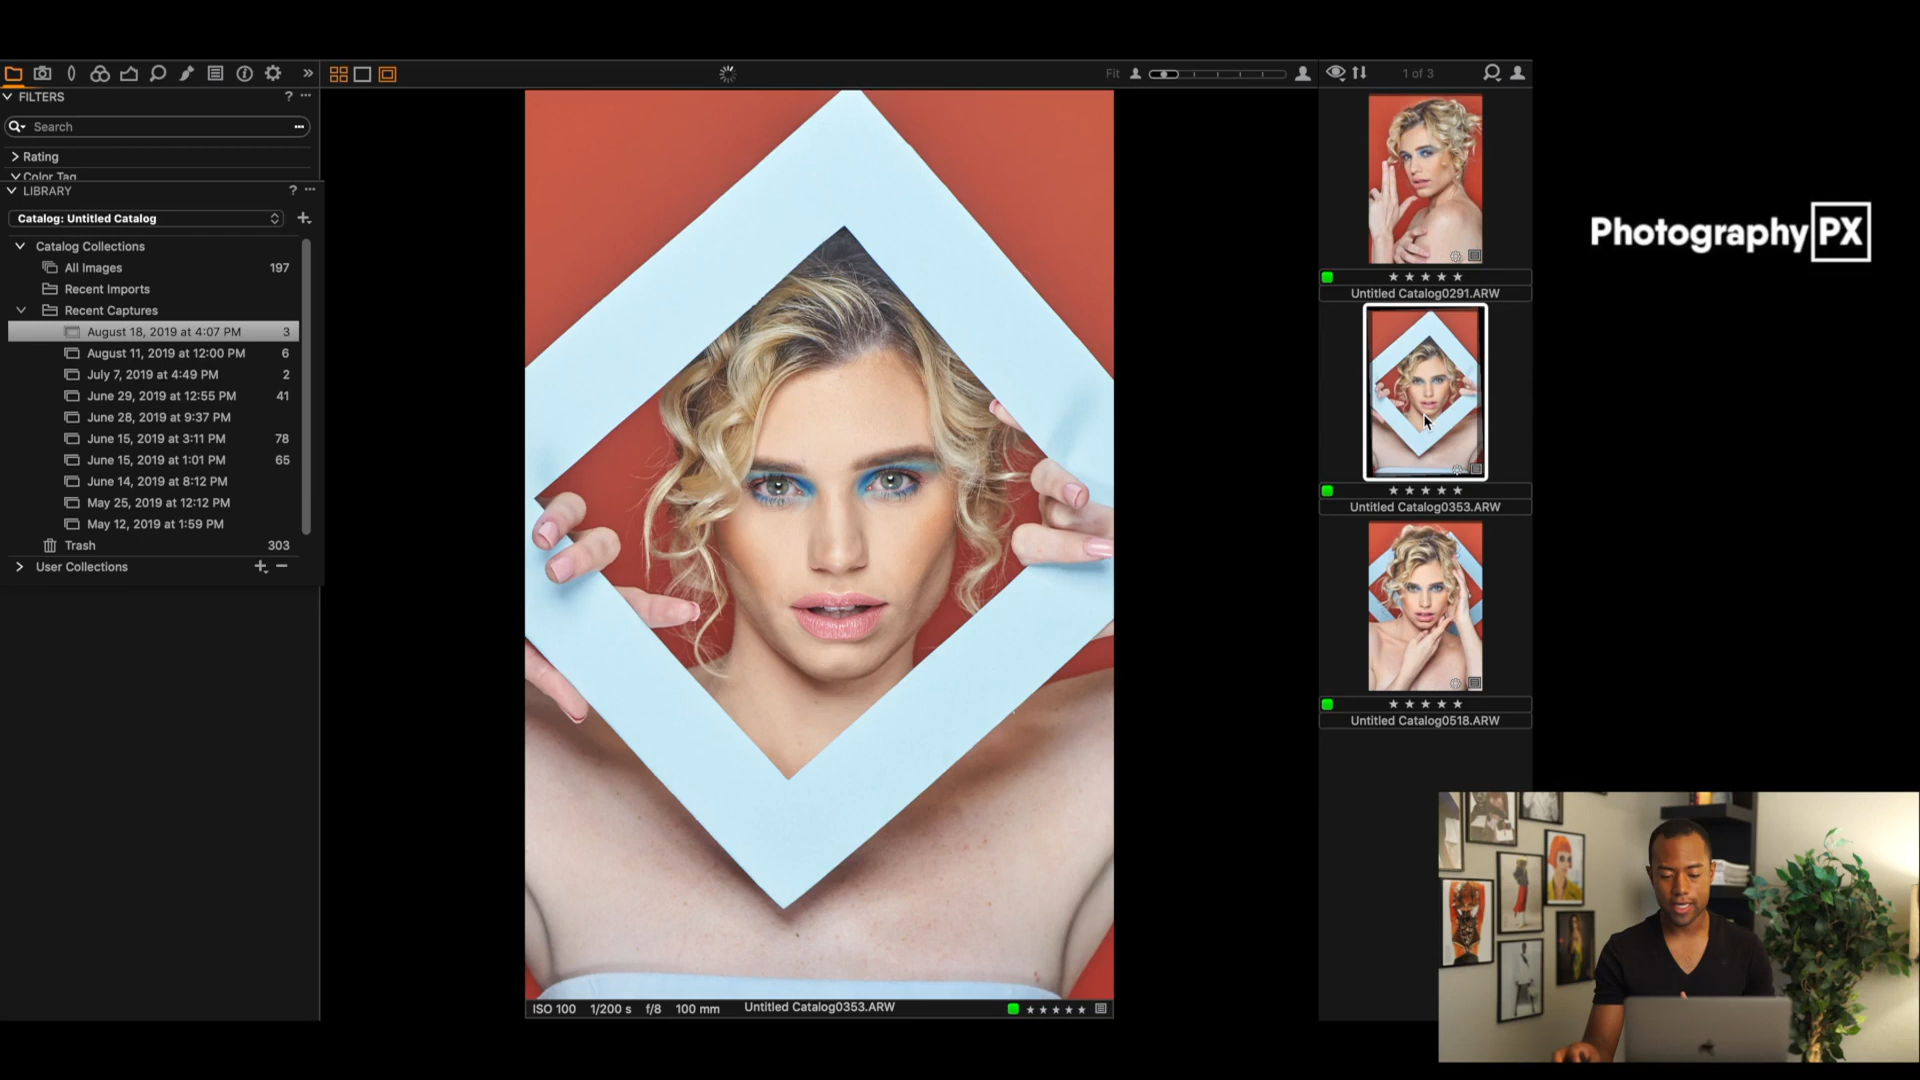 Fit
1 of 3
FILTERS
?
Search
Rating
Color Tag
LIBRARY
?
Catalog: Untitled Catalog
Catalog Collections
All Images 197
Recent Imports
Recent Captures
August 18, 2019 at 4:07 PM 3
August 11, 2019 at 12:00 PM 6
July 7, 2019 at 4:49 PM 2
June 29, 2019 at 12:55 PM 41
June 28, 2019 at 9:37 PM
June 15, 2019 at 3:11 PM 78
June 15, 2019 at 1:01 PM 65
June 14, 2019 at 8:12 PM
May 25, 2019 at 12:12 PM
May 12, 2019 at 1:59 PM
Trash 303
User Collections
ISO 100 1/200 s f/8 100 mm Untitled Catalog0353.ARW
Untitled Catalog0291.ARW
Untitled Catalog0353.ARW
Untitled Catalog0518.ARW
Photography PX